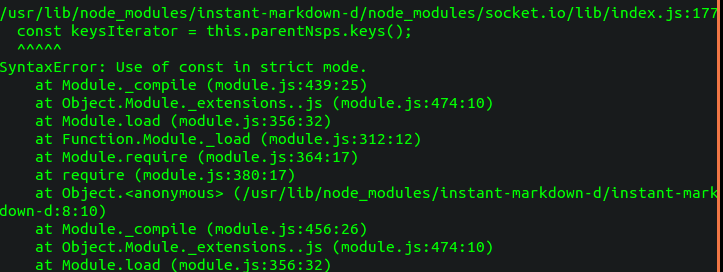 /usr/lib/node_modules/instant-markdown-d/node_modules/socket.io/lib/index.js:177
  const keysIterator = this.parentNsps.keys();
  ^^^^^
SyntaxError: Use of const in strict mode.
    at Module._compile (module.js:439:25)
    at Object.Module._extensions..js (module.js:474:10)
    at Module.load (module.js:356:32)
    at Function.Module._load (module.js:312:12)
    at Module.require (module.js:364:17)
    at require (module.js:380:17)
    at Object.<anonymous> (/usr/lib/node_modules/instant-markdown-d/instant-mark
down-d:8:10)
    at Module._compile (module.js:456:26)
    at Object.Module._extensions..js (module.js:474:10)
    at Module.load (module.js:356:32)